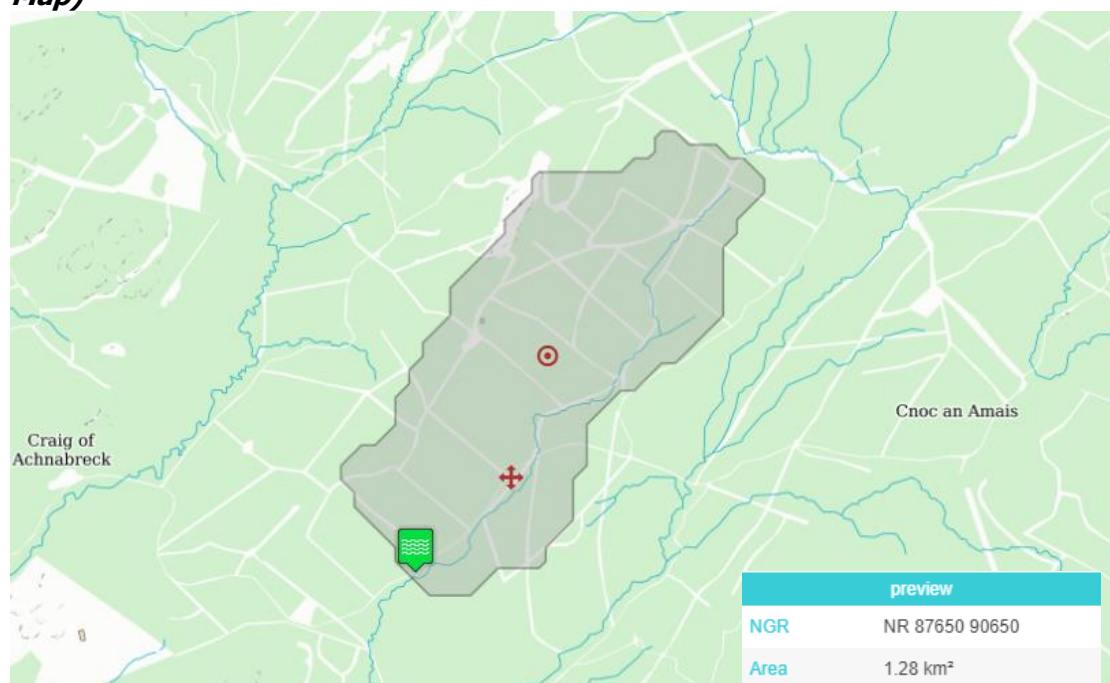 Map)
Craig of
Achnabreck
Cnoc an Amais
preview
NGR NR 87650 90650
Area 1.28 km²